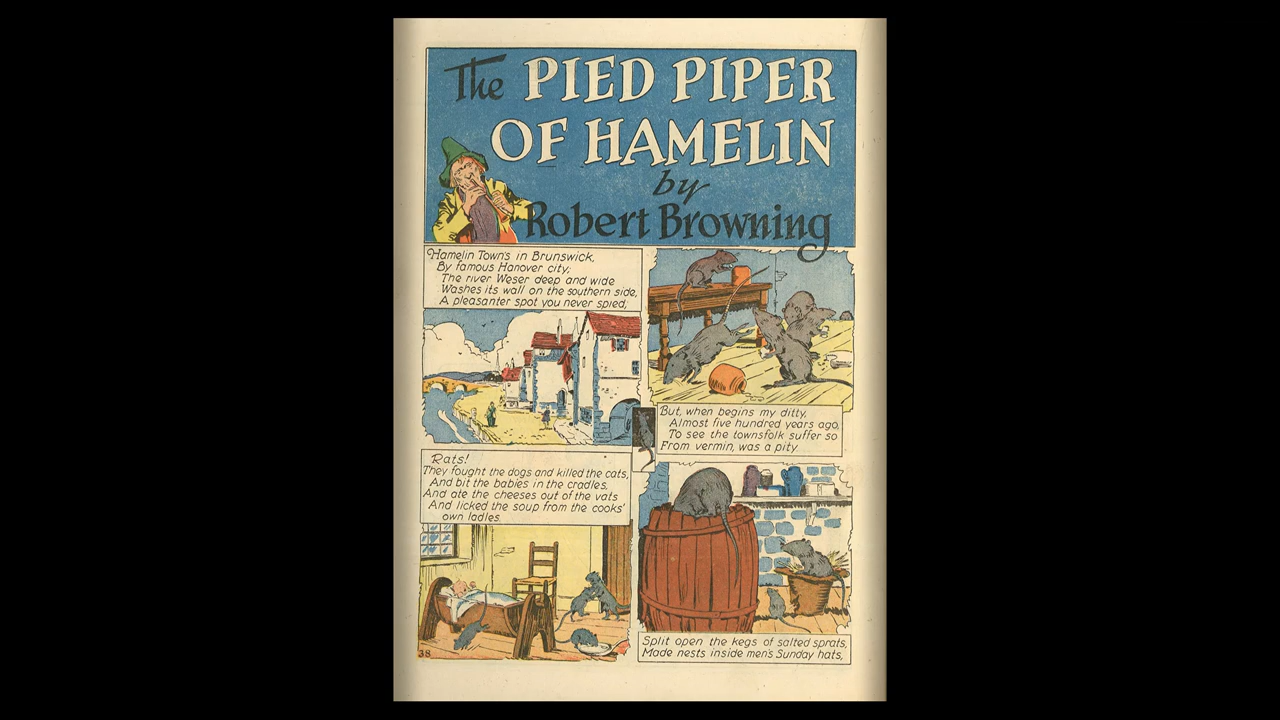 The PIED PIPER
OF HAMELIN
by
Robert Browning
Hamelin Town's in Brunswick,
By famous Hanover city;
The river Weser deep and wide
Washes its wall on the southern side,
A pleasanter spot you never spied;
But, when begins my ditty,
Almost five hundred years ago,
To see the townsfolk suffer so
From vermin, was a pity
Rats!
They fought the dogs and killed the cats,
And bit the babies in the cradles,
And ate the cheeses out of the vats
And licked the soup from the cooks'
own ladles.
Split open the kegs of salted sprats,
Made nests inside men's Sunday hats,
38